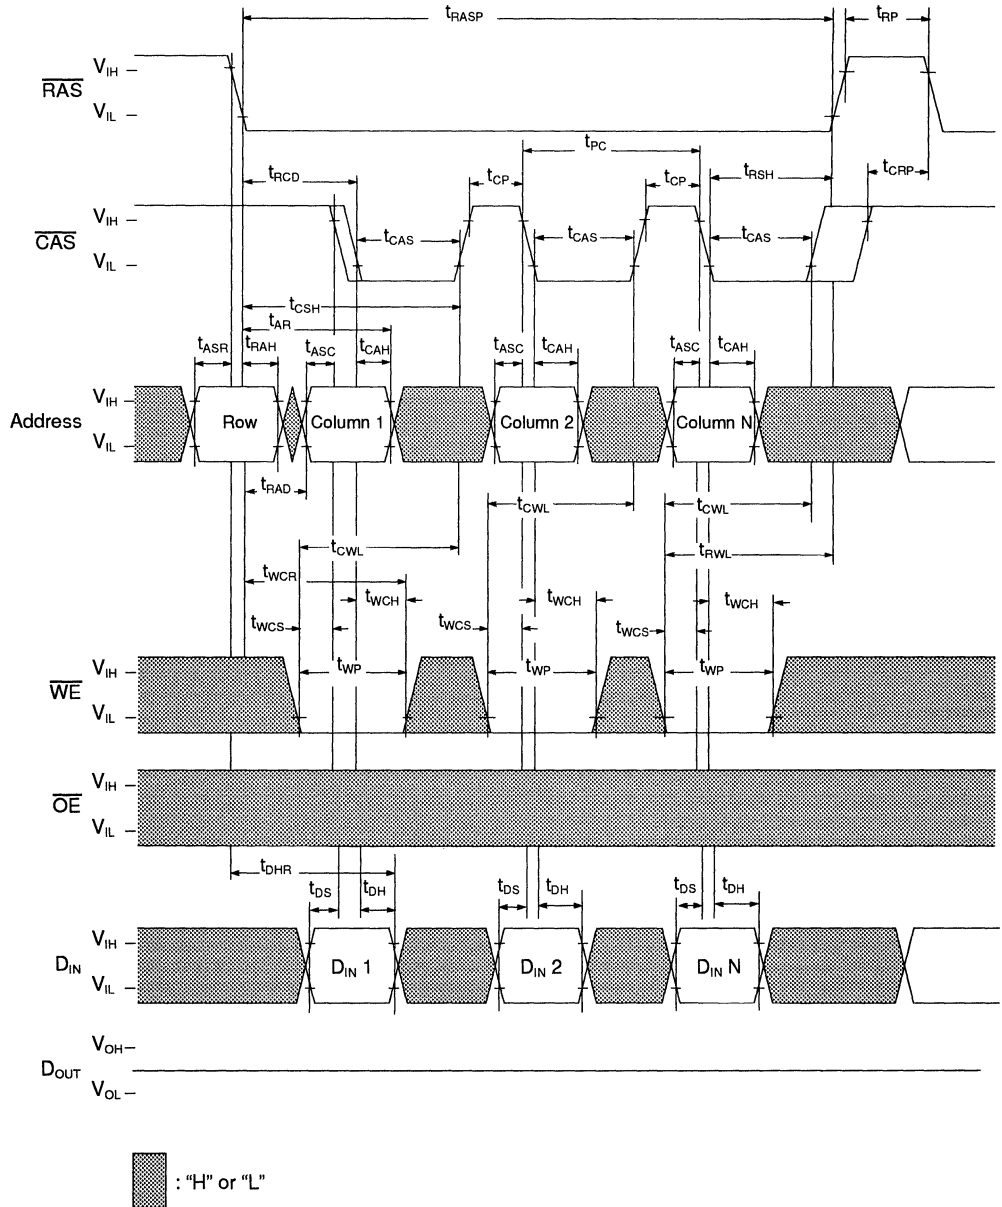 tRASP tRP
VIH
RAS
VIL
tPC
tRCD tCP tCP tRSH tCRP
VIH
CAS
VIL
tCAS tCAS tCAS
tCSH
tAR
tASR tRAH tASC tCAH tASC tCAH tASC tCAH
VIH
Address Row Column 1 Column 2 Column N
VIL
tRAD
tCWL tCWL
tCWL tRWL
tWCR
tWCH tWCH tWCH
tWCS tWCS tWCS
tWP tWP tWP
VIH
WE
VIL
VIH
OE
VIL
tDHR
tDS tDH tDS tDH tDS tDH
VIH
DIN DIN 1 DIN 2 DIN N
VIL
VOH
DOUT
VOL
: “H” or “L”